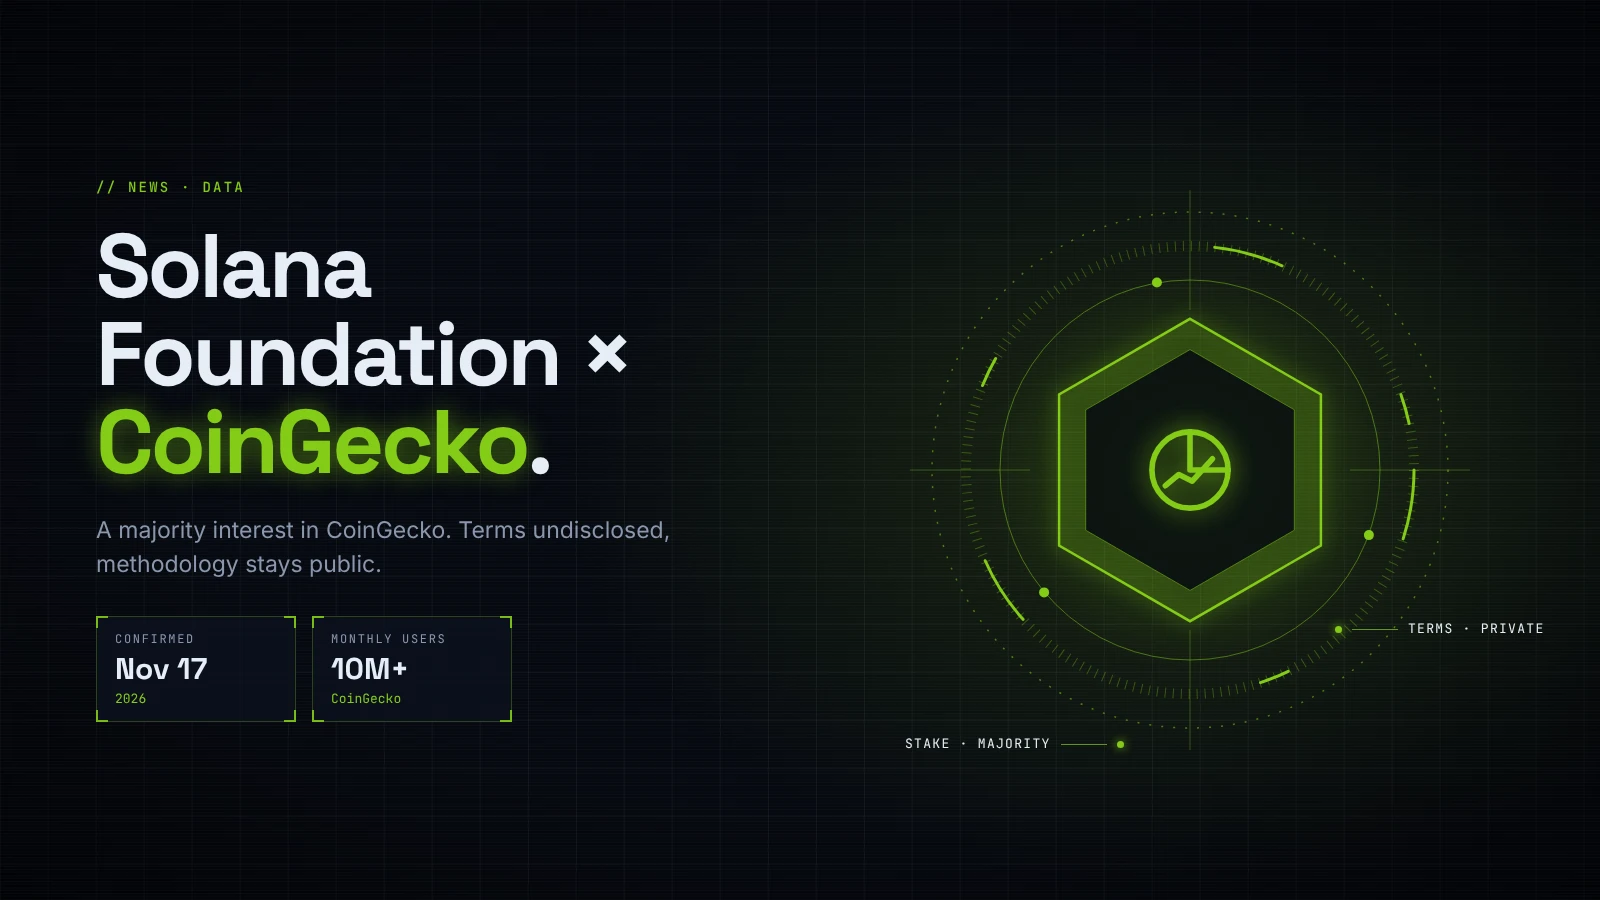 // NEWS · DATA
Solana
Foundation ×
CoinGecko.
A majority interest in CoinGecko. Terms undisclosed,
methodology stays public.
CONFIRMED
Nov 17
2026
MONTHLY USERS
10M+
CoinGecko
TERMS · PRIVATE
STAKE · MAJORITY